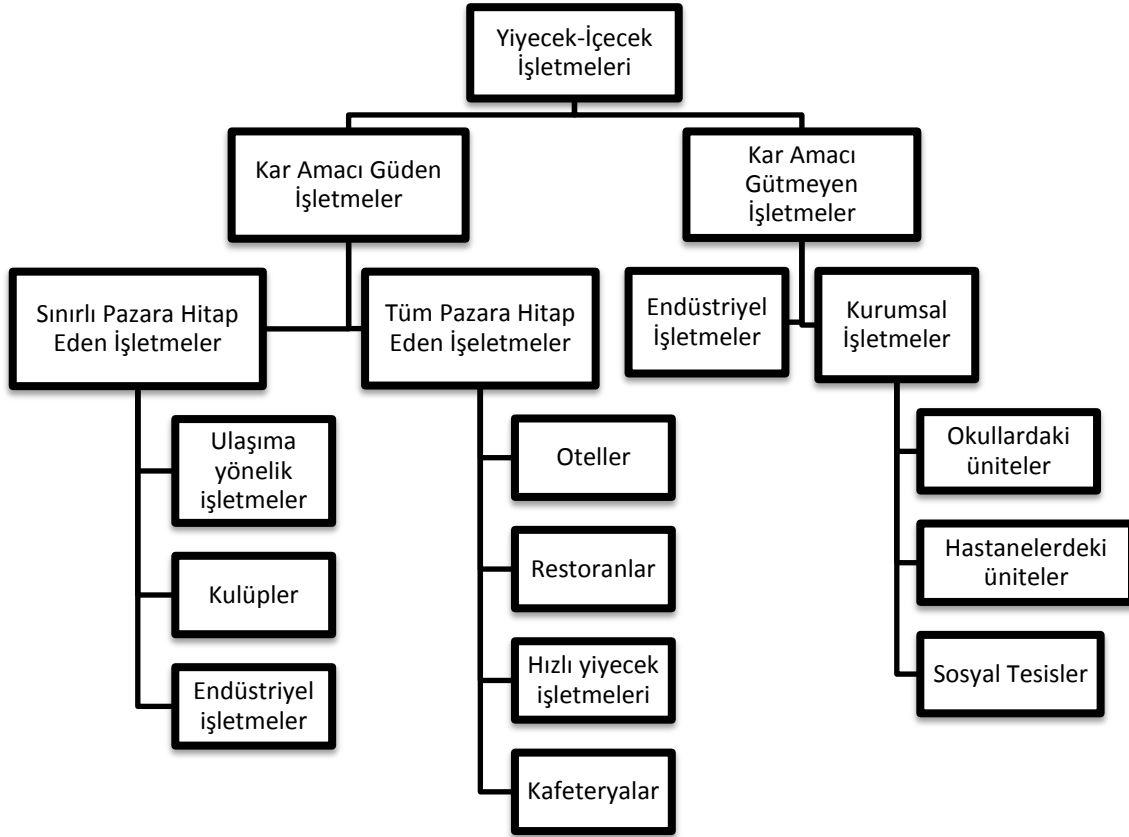 Yiyecek-İçecek
İşletmeleri
Kar Amacı Güden
İşletmeler
Kar Amacı
Gütmeyen
İşletmeler
Sınırlı Pazara Hitap
Eden İşletmeler
Tüm Pazara Hitap
Eden İşeletmeler
Endüstriyel
İşletmeler
Kurumsal
İşletmeler
Ulaşıma
yönelik
işletmeler
Kulüpler
Endüstriyel
işletmeler
Oteller
Restoranlar
Hızlı yiyecek
işletmeleri
Kafeteryalar
Okullardaki
üniteler
Hastanelerdeki
üniteler
Sosyal Tesisler